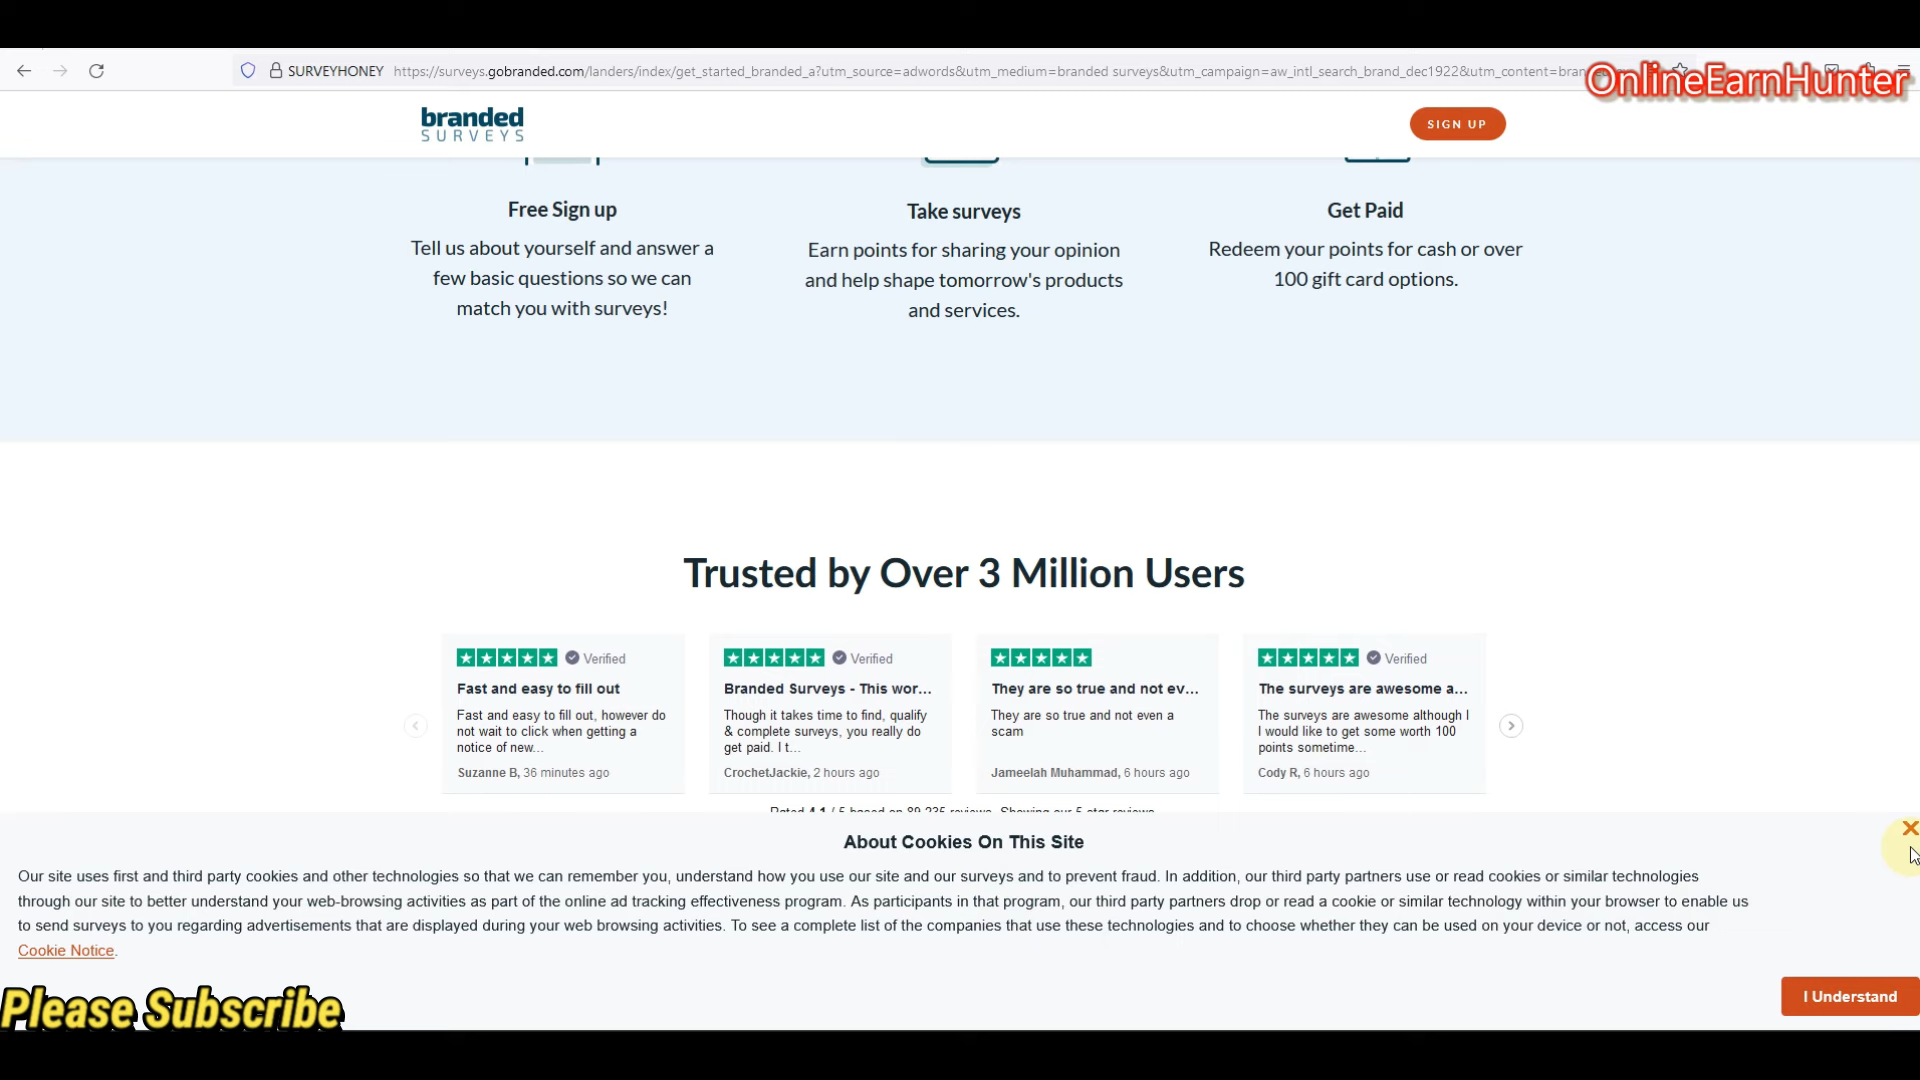 SURVEYHONEY https://surveys.gobranded.com/landers/index/get_started_branded_a?utm_source=adwords&utm_medium=branded surveys&utm_campaign=aw_intl_search_brand_dec1922&utm_content=bran
OnlineEarnHunter
branded
SURVEYS
SIGN UP
Free Sign up
Tell us about yourself and answer a
few basic questions so we can
match you with surveys!
Take surveys
Earn points for sharing your opinion
and help shape tomorrow's products
and services.
Get Paid
Redeem your points for cash or over
100 gift card options.
Trusted by Over 3 Million Users
Verified
Fast and easy to fill out
Fast and easy to fill out, however do
not wait to click when getting a
notice of new...
Suzanne B, 36 minutes ago
Verified
Branded Surveys - This wor...
Though it takes time to find, qualify
& complete surveys, you really do
get paid. I t...
CrochetJackie, 2 hours ago
They are so true and not ev...
They are so true and not even a
scam
Jameelah Muhammad, 6 hours ago
Verified
The surveys are awesome a...
The surveys are awesome although I
I would like to get some worth 100
points sometime...
Cody R, 6 hours ago
Rated 4.1 / 5 based on 89,235 reviews. Showing our 5 star reviews.
About Cookies On This Site
Our site uses first and third party cookies and other technologies so that we can remember you, understand how you use our site and our surveys and to prevent fraud. In addition, our third party partners use or read cookies or similar technologies
through our site to better understand your web-browsing activities as part of the online ad tracking effectiveness program. As participants in that program, our third party partners drop or read a cookie or similar technology within your browser to enable us
to send surveys to you regarding advertisements that are displayed during your web browsing activities. To see a complete list of the companies that use these technologies and to choose whether they can be used on your device or not, access our
Cookie Notice.
I Understand
Please Subscribe